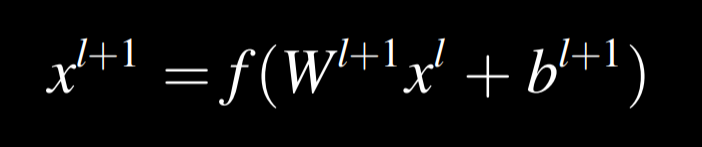 x^{l+1} = f(W^{l+1} x^l + b^{l+1})